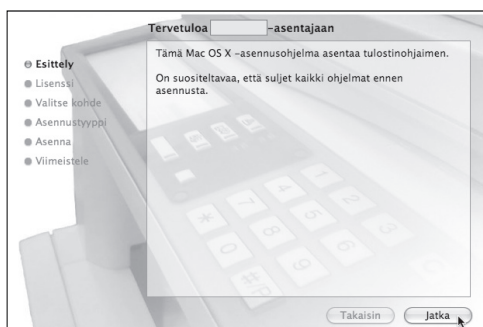 Tervetuloa -asentajaan
Esittely
Lisenssi
Valitse kohde
Asennustyyppi
Asenna
Viimeistele
Tämä Mac OS X -asennusohjelma asentaa tulostinohjaimen.
On suositeltavaa, että suljet kaikki ohjelmat ennen
asennusta.
Takaisin
Jatka